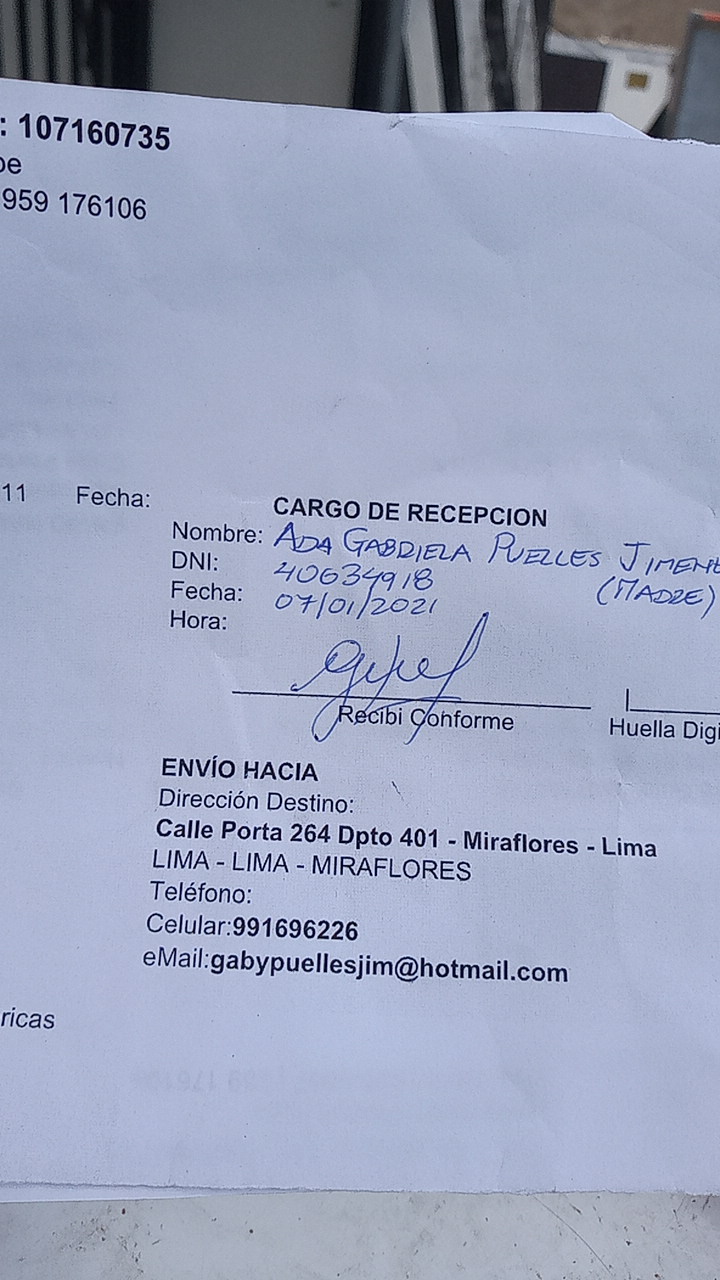 : 107160735
pe
959 176106
11 Fecha:
CARGO DE RECEPCION
Nombre: ADA GABRIELA PUELLES JIMENE
DNI: 40634918 (MADRE)
Fecha: 07/01/2021
Hora:
Recibi Conforme
Huella Digi
ENVÍO HACIA
Dirección Destino:
Calle Porta 264 Dpto 401 - Miraflores - Lima
LIMA - LIMA - MIRAFLORES
Teléfono:
Celular:991696226
eMail:gabypuellesjim@hotmail.com
ricas